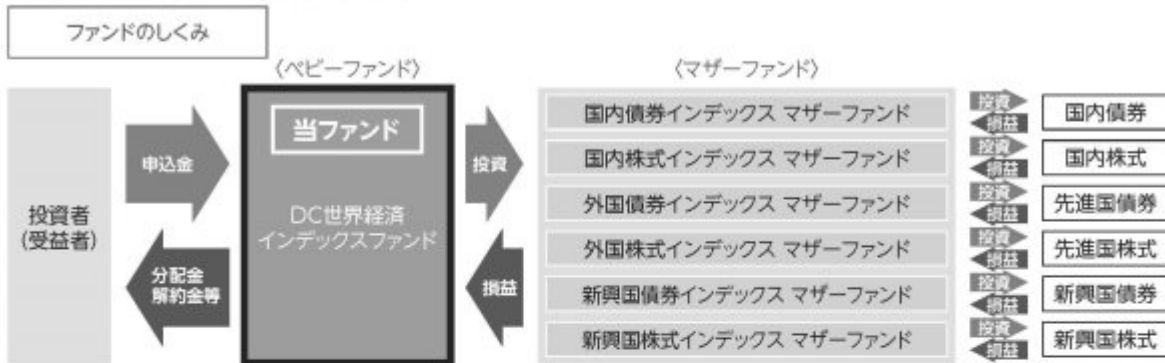 ファンドのしくみ
〈ベビーファンド〉
〈マザーファンド〉
投資者
(受益者)
申込金
分配金
解約金等
当ファンド
DC世界経済
インデックスファンド
投資
損益
国内債券インデックス マザーファンド
投資
損益
国内債券
国内株式インデックス マザーファンド
投資
損益
国内株式
外国債券インデックス マザーファンド
投資
損益
先進国債券
外国株式インデックス マザーファンド
投資
損益
先進国株式
新興国債券インデックス マザーファンド
投資
損益
新興国債券
新興国株式インデックス マザーファンド
投資
損益
新興国株式